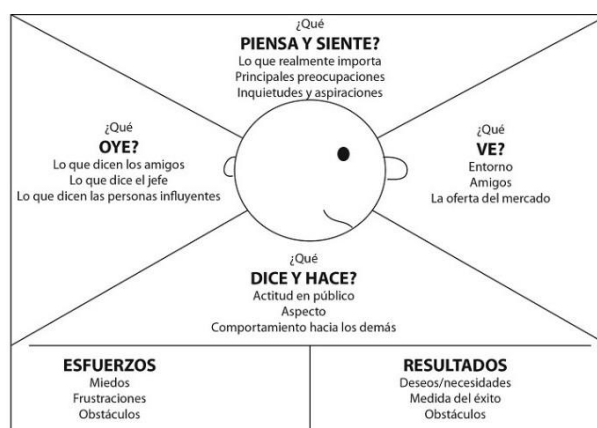 ¿Qué
PIENSA Y SIENTE?
Lo que realmente importa
Principales preocupaciones
Inquietudes y aspiraciones
¿Qué
OYE?
Lo que dicen los amigos
Lo que dice el jefe
Lo que dicen las personas influyentes
¿Qué
VE?
Entorno
Amigos
La oferta del mercado
¿Qué
DICE Y HACE?
Actitud en público
Aspecto
Comportamiento hacia los demás
ESFUERZOS
Miedos
Frustraciones
Obstáculos
RESULTADOS
Deseos/necesidades
Medida del éxito
Obstáculos